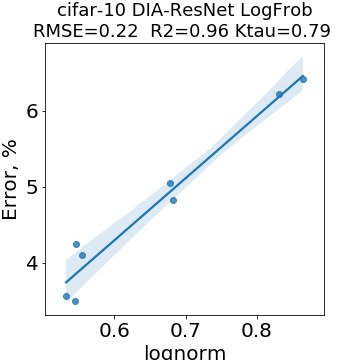 cifar-10 DIA-ResNet LogFrob
RMSE=0.22  R2=0.96 Ktau=0.79
Error, %
6
5
4
0.6 0.7 0.8
lognorm